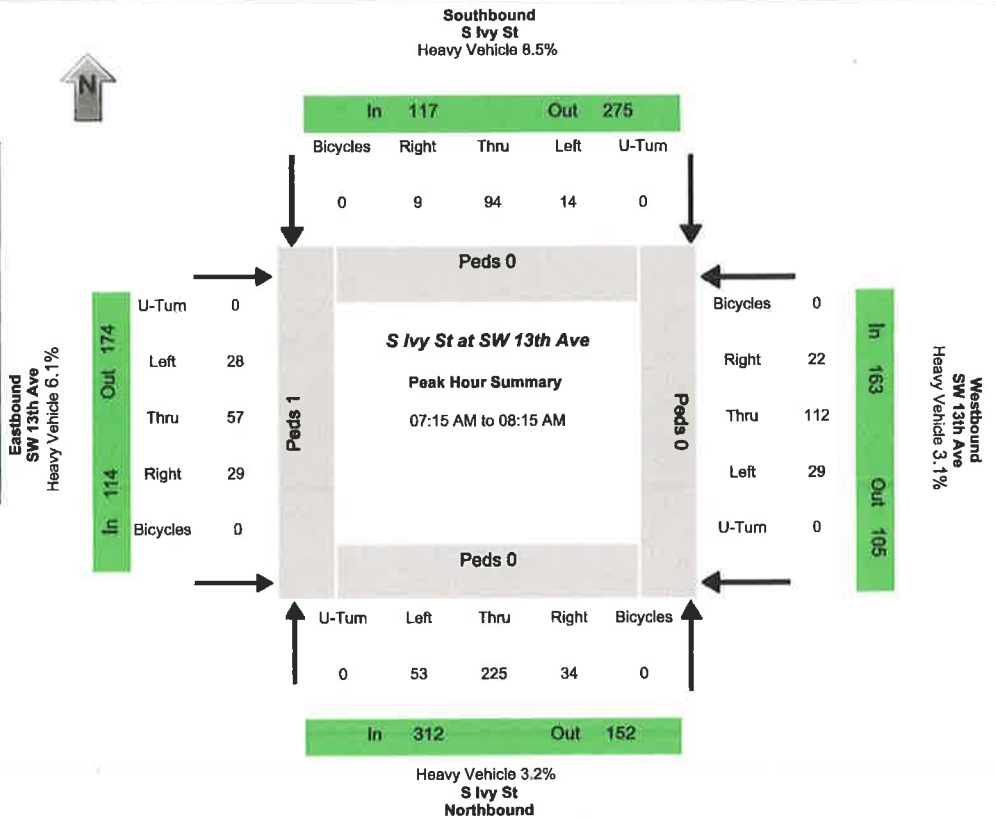 Southbound
S Ivy St
Heavy Vehicle 8.5%
N
In 117 Out 275
Bicycles Right Thru Left U-Turn
0 9 94 14 0
Peds 0
Eastbound
SW 13th Ave
Heavy Vehicle 6.1%
In 114 Out 174
U-Turn 0
Left 28
Thru 57
Right 29
Bicycles 0
Peds 1
S Ivy St at SW 13th Ave
Peak Hour Summary
07:15 AM to 08:15 AM
Peds 0
Bicycles 0
Right 22
Thru 112
Left 29
U-Turn 0
In 163 Out 105
Westbound
SW 13th Ave
Heavy Vehicle 3.1%
Peds 0
U-Turn Left Thru Right Bicycles
0 53 225 34 0
In 312 Out 152
Heavy Vehicle 3.2%
S Ivy St
Northbound